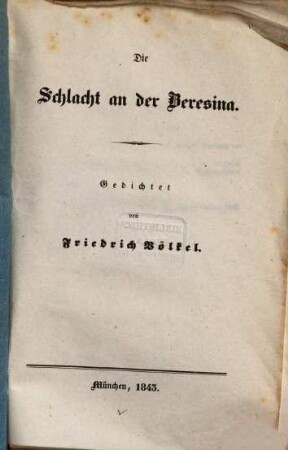 Die
Schlacht an der Beresina.
Gedichtet
von
Friedrich Völkel.
München, 1843.